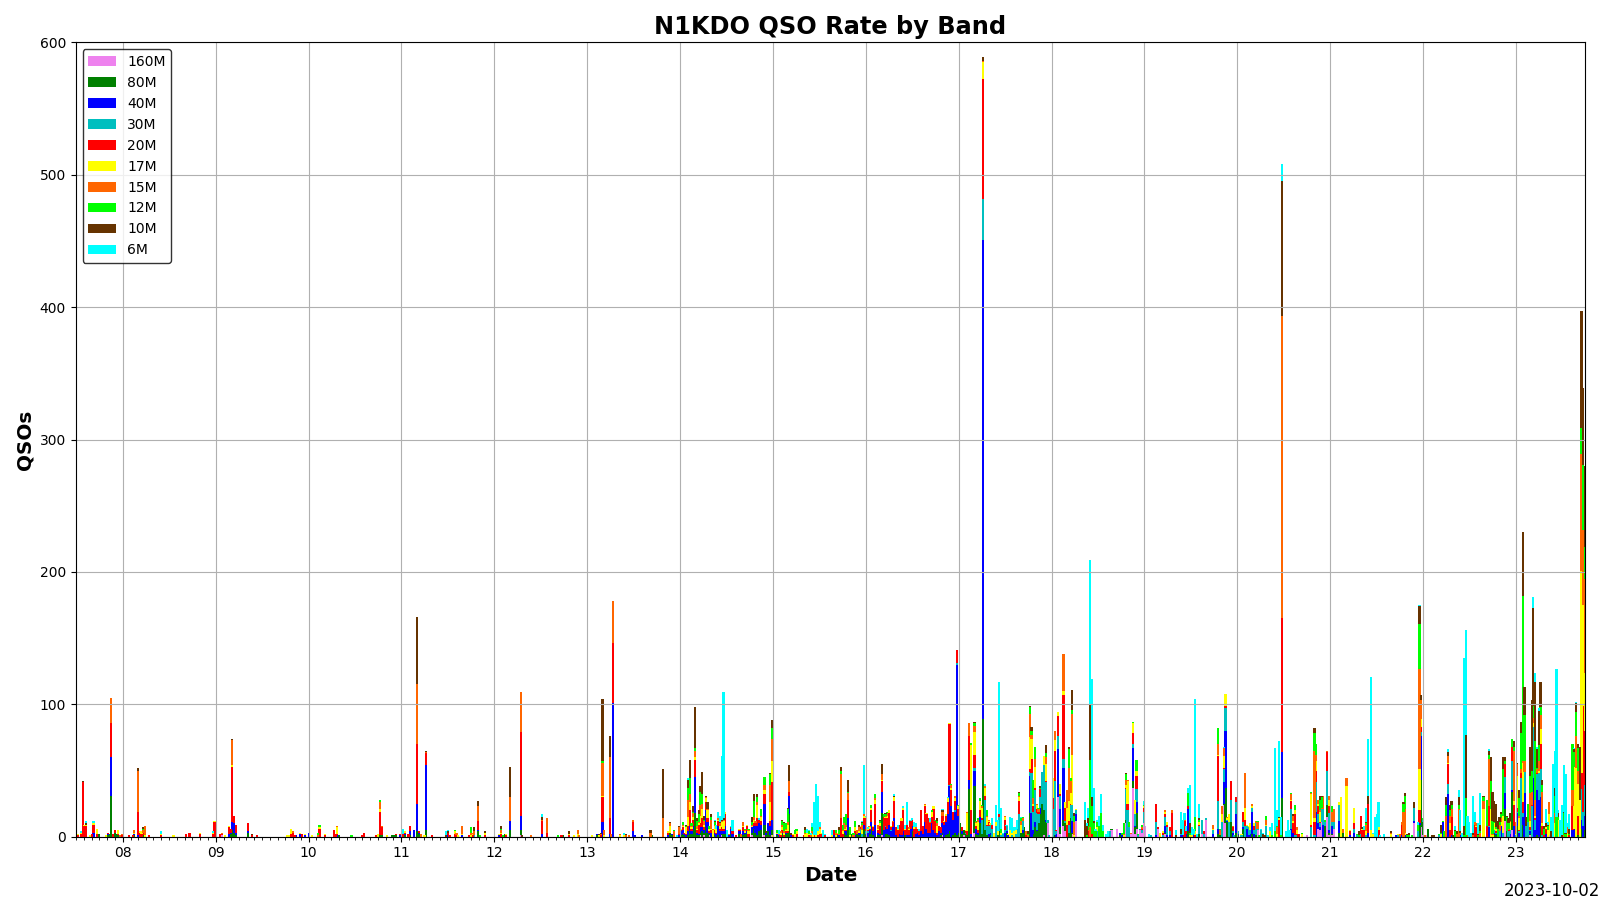 N1KDO QSO Rate by Band
600
500
400
300
200
100
0
QSOs
160M
80M
40M
30M
20M
17M
15M
12M
10M
6M
08 09 10 11 12 13 14 15 16 17 18 19 20 21 22 23
Date
2023-10-02